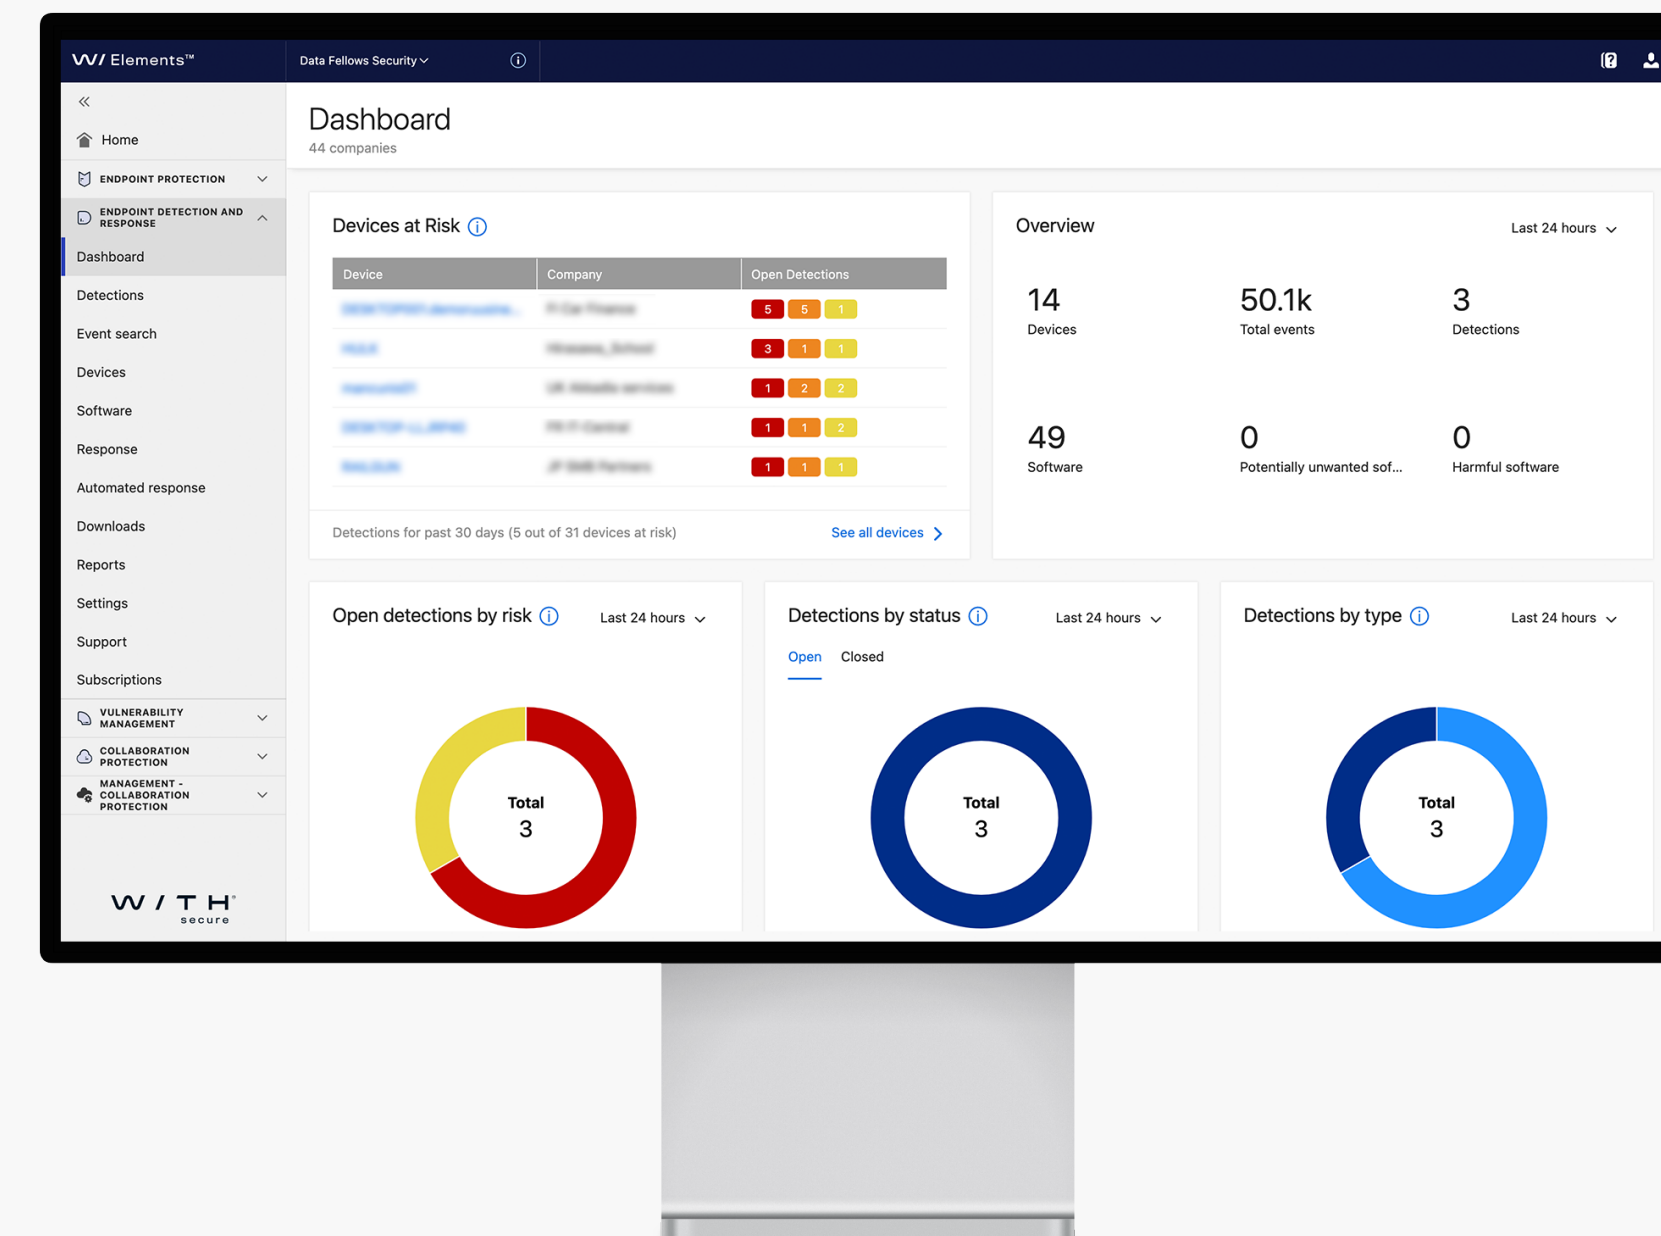 W/ Elements™
Data Fellows Security
Dashboard
44 companies
Home
ENDPOINT PROTECTION
ENDPOINT DETECTION AND
RESPONSE
Dashboard
Detections
Event search
Devices
Software
Response
Automated response
Downloads
Reports
Settings
Support
Subscriptions
VULNERABILITY
MANAGEMENT
COLLABORATION
PROTECTION
MANAGEMENT -
COLLABORATION
PROTECTION
W / T H®
secure
Devices at Risk
Device Company Open Detections
5 5 1
3 1 1
1 2 2
1 1 2
1 1 1
Detections for past 30 days (5 out of 31 devices at risk) See all devices
Overview Last 24 hours
14 50.1k 3
Devices Total events Detections
49 0 0
Software Potentially unwanted sof... Harmful software
Open detections by risk Last 24 hours
Total
3
Detections by status Last 24 hours
Open Closed
Total
3
Detections by type Last 24 hours
Total
3